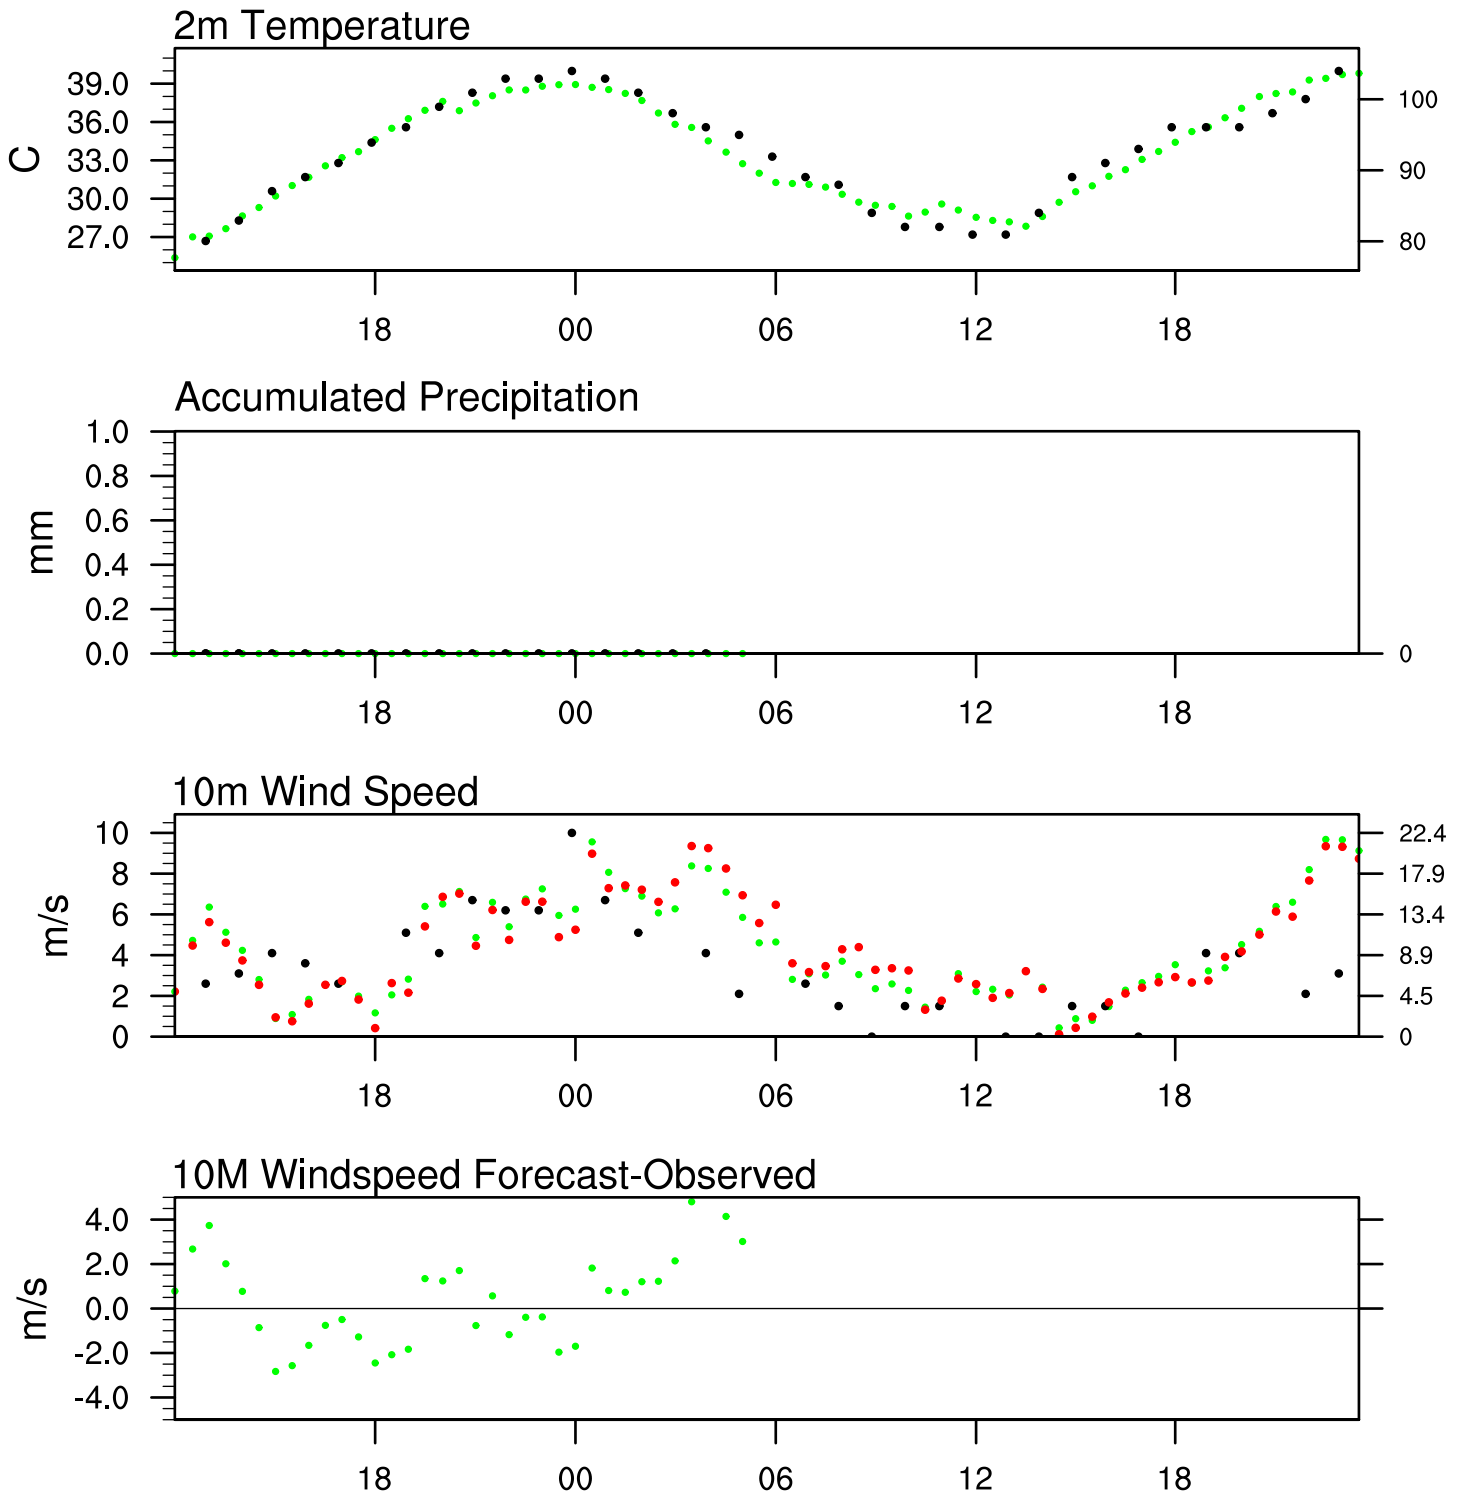 2m Temperature
39.0
36.0
33.0
30.0
27.0
C
100
90
80
18 00 06 12 18
Accumulated Precipitation
1.0
0.8
0.6
0.4
0.2
0.0
mm
0
18 00 06 12 18
10m Wind Speed
10
8
6
4
2
0
m/s
22.4
17.9
13.4
8.9
4.5
0
18 00 06 12 18
10M Windspeed Forecast-Observed
4.0
2.0
0.0
-2.0
-4.0
m/s
18 00 06 12 18